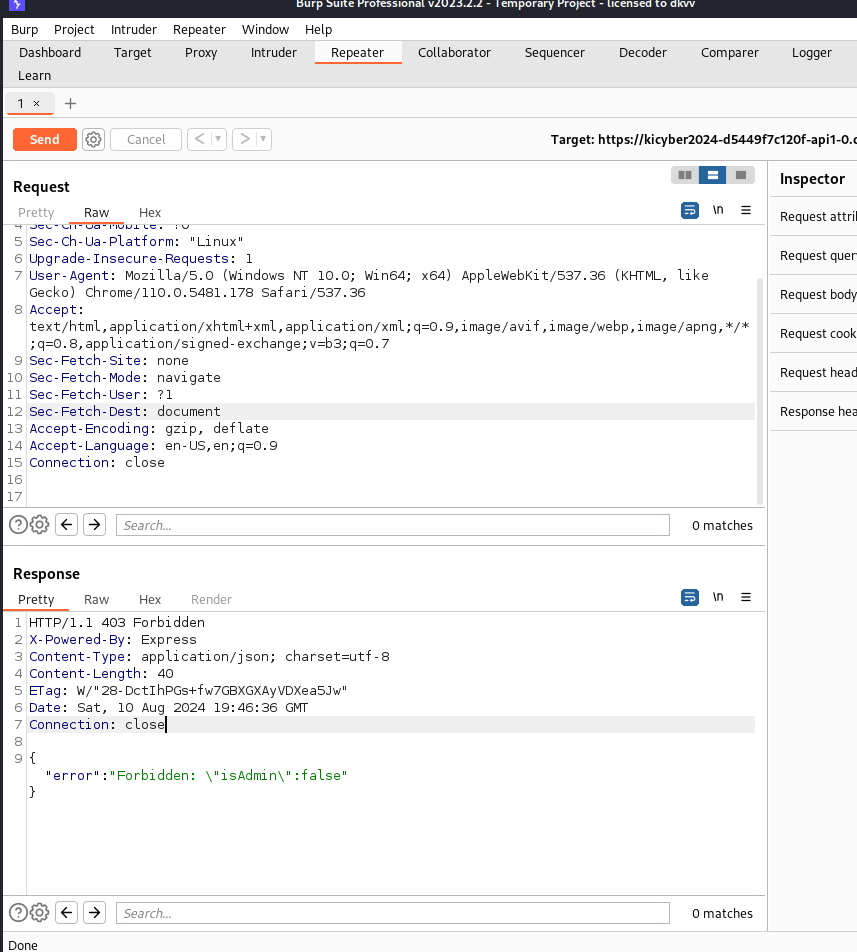 Burp Suite Professional v2023.2.2 - Temporary Project - licensed to dkvv
Burp Project Intruder Repeater Window Help
Dashboard Target Proxy Intruder Repeater Collaborator Sequencer Decoder Comparer Logger
Learn
1 × +
Send Cancel < ▾ > ▾ Target: https://kicyber2024-d5449f7c120f-api1-0.
Request
Inspector
Pretty Raw Hex \n ≡
Request attri
Request quer
Request body
Request cook
Request head
Response hea
4 Sec-Ch-Ua-Mobile: ?0
5 Sec-Ch-Ua-Platform: "Linux"
6 Upgrade-Insecure-Requests: 1
7 User-Agent: Mozilla/5.0 (Windows NT 10.0; Win64; x64) AppleWebKit/537.36 (KHTML, like
Gecko) Chrome/110.0.5481.178 Safari/537.36
8 Accept:
text/html,application/xhtml+xml,application/xml;q=0.9,image/avif,image/webp,image/apng,*/*
;q=0.8,application/signed-exchange;v=b3;q=0.7
9 Sec-Fetch-Site: none
10 Sec-Fetch-Mode: navigate
11 Sec-Fetch-User: ?1
12 Sec-Fetch-Dest: document
13 Accept-Encoding: gzip, deflate
14 Accept-Language: en-US,en;q=0.9
15 Connection: close
16
17
? ← → Search... 0 matches
Response
Pretty Raw Hex Render \n ≡
1 HTTP/1.1 403 Forbidden
2 X-Powered-By: Express
3 Content-Type: application/json; charset=utf-8
4 Content-Length: 40
5 ETag: W/"28-DctIhPGs+fw7GBXGXAyVDXea5Jw"
6 Date: Sat, 10 Aug 2024 19:46:36 GMT
7 Connection: close
8
9 {
"error":"Forbidden: \"isAdmin\":false"
}
? ← → Search... 0 matches
Done